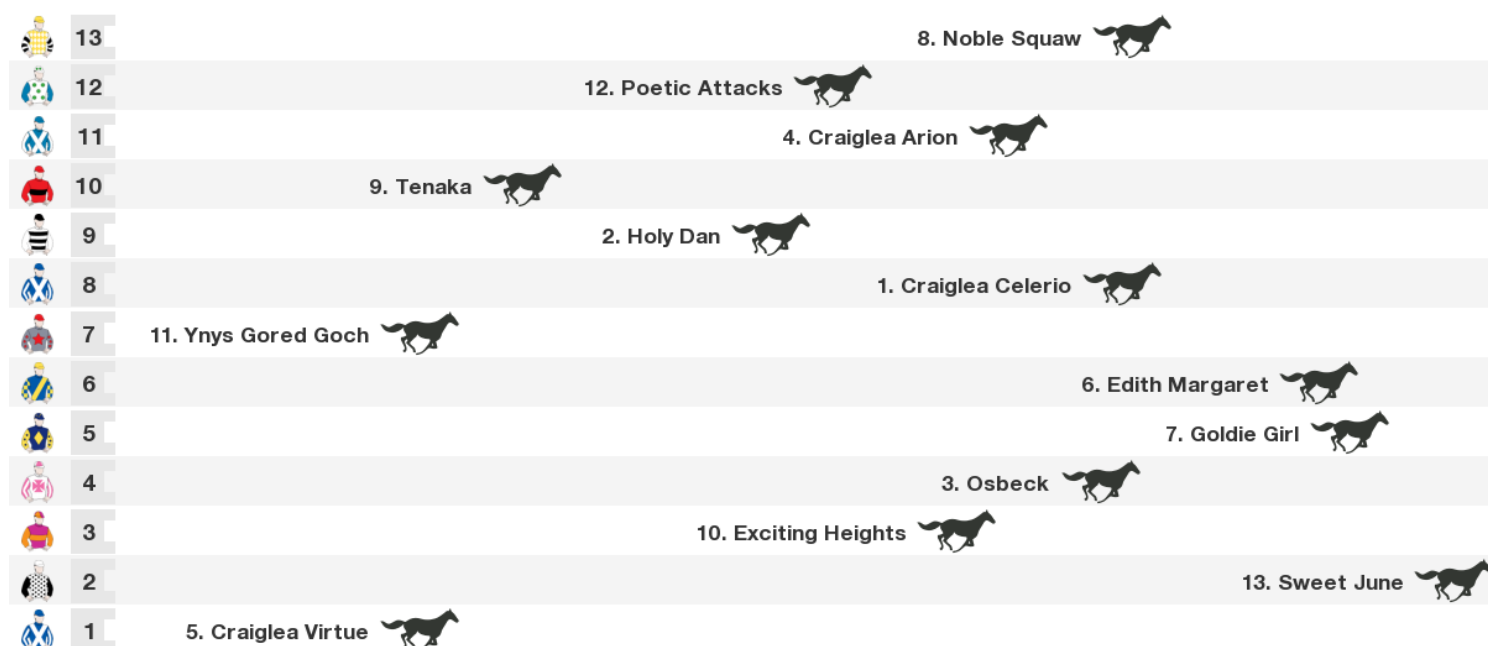 13 8. Noble Squaw
12 12. Poetic Attacks
11 4. Craiglea Arion
10 9. Tenaka
9 2. Holy Dan
8 1. Craiglea Celerio
7 11. Ynys Gored Goch
6 6. Edith Margaret
5 7. Goldie Girl
4 3. Osbeck
3 10. Exciting Heights
2 13. Sweet June
1 5. Craiglea Virtue